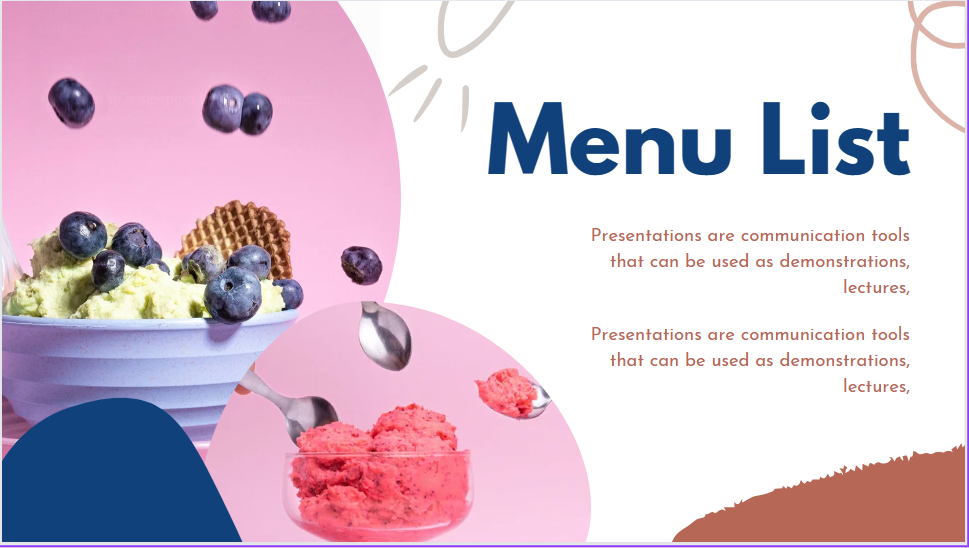 Menu List
Presentations are communication tools
that can be used as demonstrations,
lectures,
Presentations are communication tools
that can be used as demonstrations,
lectures,